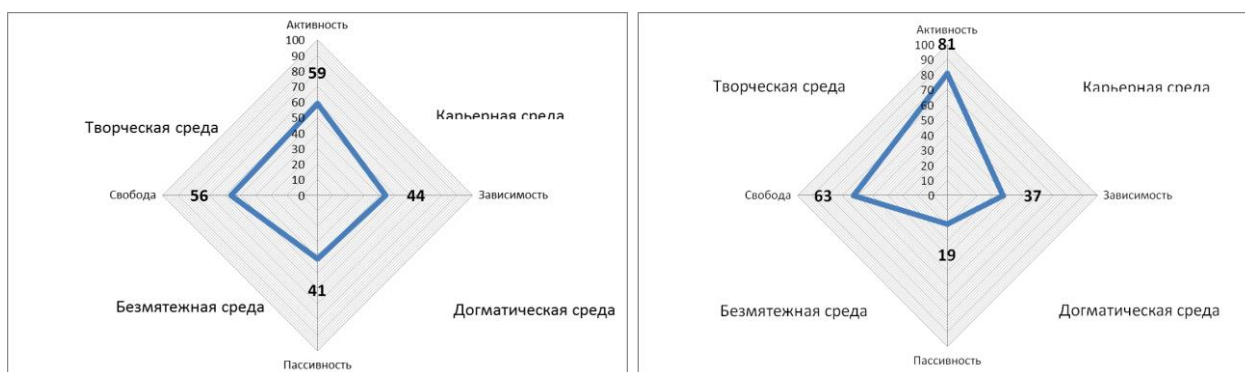 Активность
100
90
80
70
60
50
40
30
20
10
0
59
Творческая среда
Карьерная среда
Свобода
56
44
Зависимость
41
Безмятежная среда
Догматическая среда
Пассивность
Активность
100
90
80
70
60
50
40
30
20
10
0
81
Творческая среда
Карьерная среда
Свобода
63
37
Зависимость
19
Безмятежная среда
Догматическая среда
Пассивность